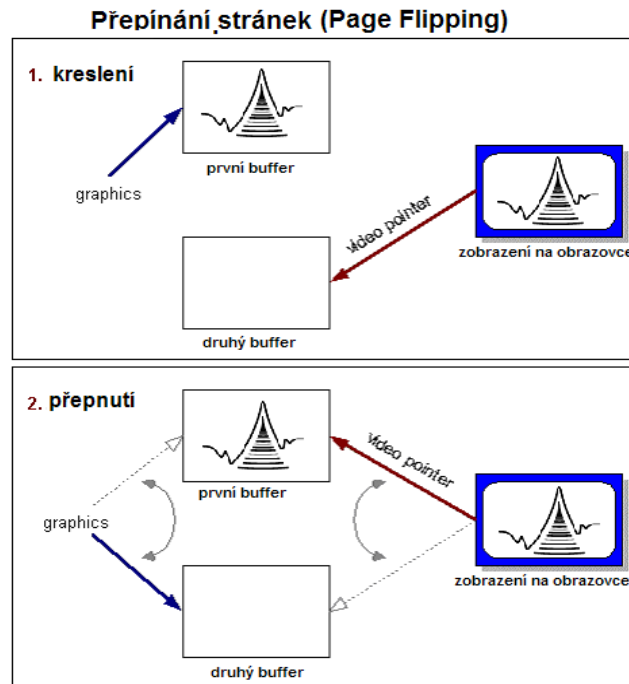 Přepínání stránek (Page Flipping)
1. kreslení
první buffer
graphics
video pointer
zobrazení na obrazovce
druhý buffer
2. přepnutí
video pointer
první buffer
graphics
zobrazení na obrazovce
druhý buffer